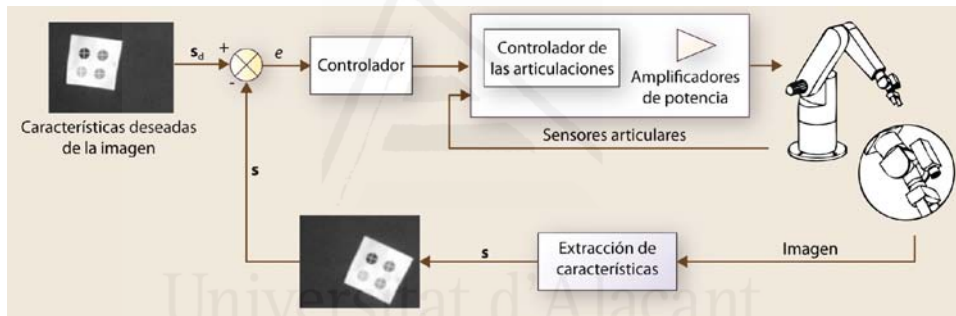 s_d
+
-
e
Controlador
Controlador de
las articulaciones
Amplificadores
de potencia
Características deseadas
de la imagen
Sensores articulares
s
s
Extracción de
características
Imagen
Universitat d'Alacant